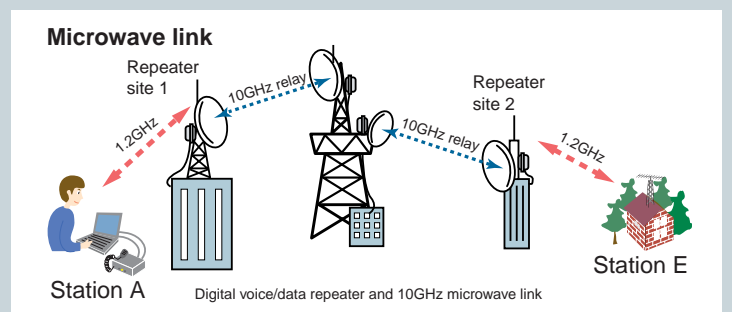 Microwave link
Repeater
site 1
10GHz relay
1.2GHz
10GHz relay
Repeater
site 2
1.2GHz
Station A
Station E
Digital voice/data repeater and 10GHz microwave link